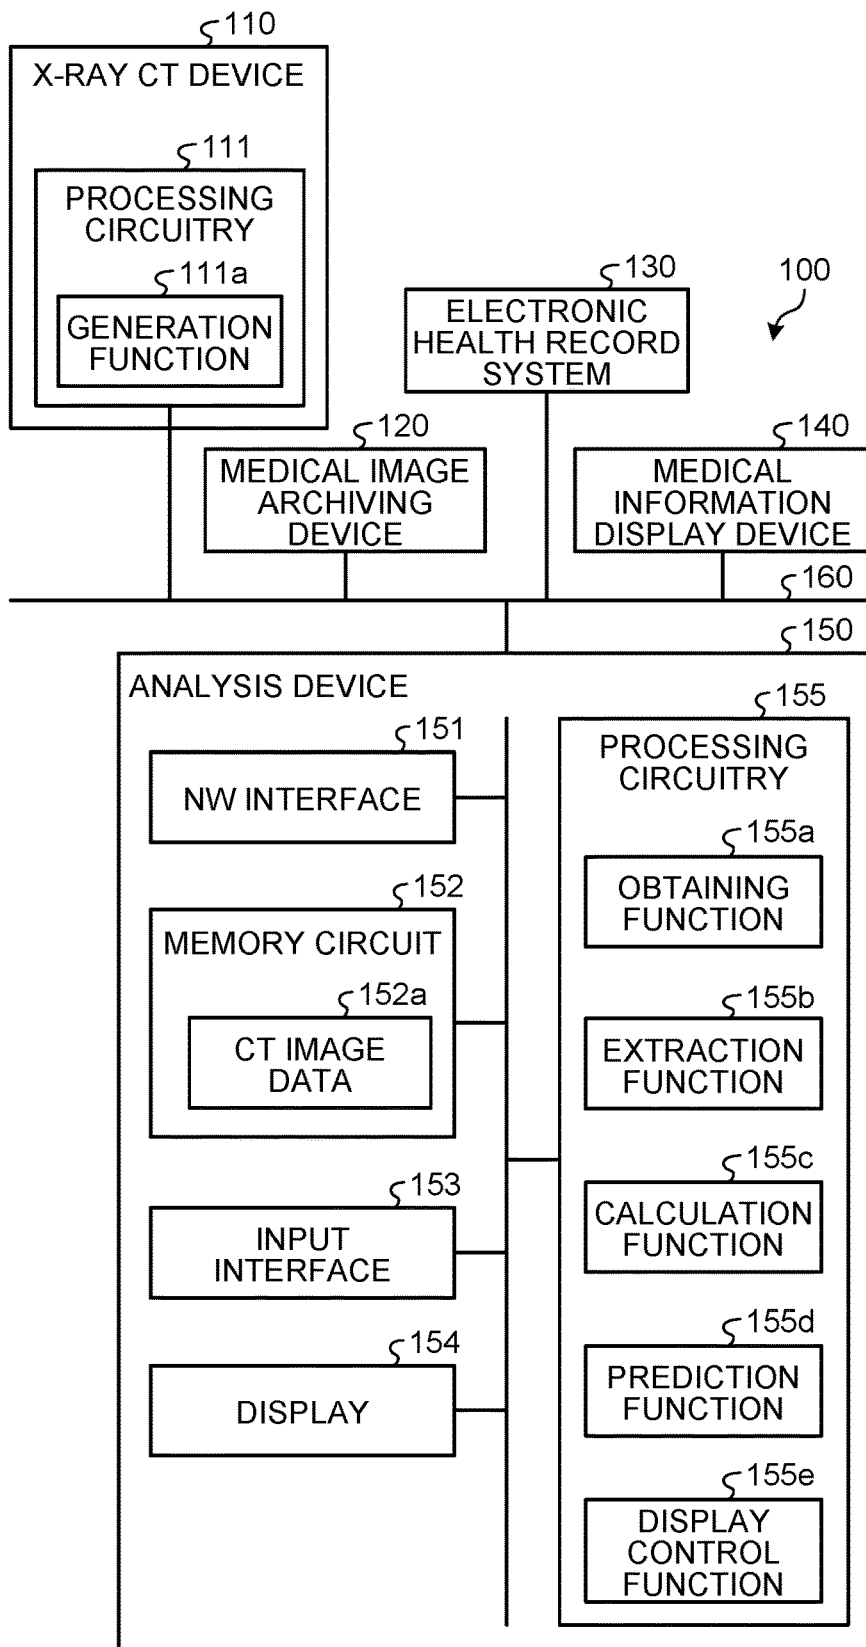 110
X-RAY CT DEVICE
111
PROCESSING
CIRCUITRY
111a
GENERATION
FUNCTION
130
ELECTRONIC
HEALTH RECORD
SYSTEM
100
120
MEDICAL IMAGE
ARCHIVING
DEVICE
140
MEDICAL
INFORMATION
DISPLAY DEVICE
160
150
ANALYSIS DEVICE
151
NW INTERFACE
152
MEMORY CIRCUIT
152a
CT IMAGE
DATA
153
INPUT
INTERFACE
154
DISPLAY
155
PROCESSING
CIRCUITRY
155a
OBTAINING
FUNCTION
155b
EXTRACTION
FUNCTION
155c
CALCULATION
FUNCTION
155d
PREDICTION
FUNCTION
155e
DISPLAY
CONTROL
FUNCTION